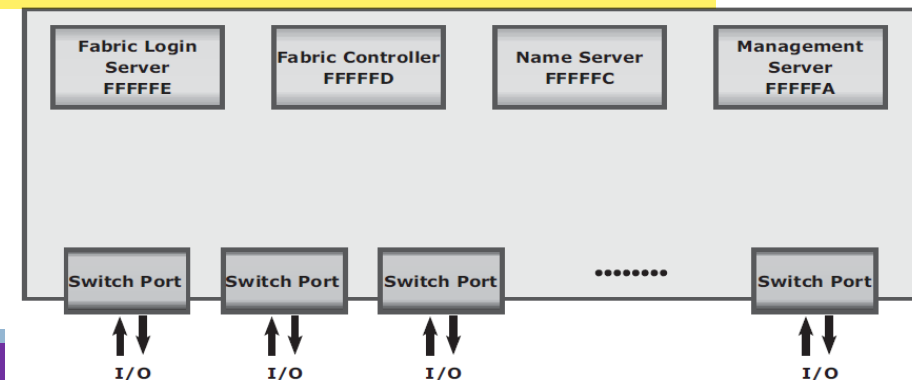 Fabric Login
Server
FFFFFE
Fabric Controller
FFFFFD
Name Server
FFFFFC
Management
Server
FFFFFA
Switch Port
Switch Port
Switch Port
Switch Port
I/O
I/O
I/O
I/O